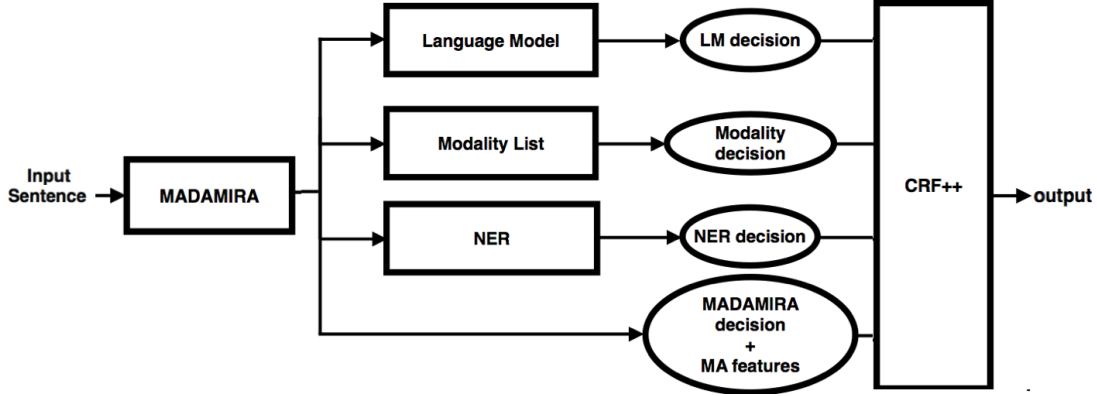 Input
Sentence
MADAMIRA
Language Model
LM decision
Modality List
Modality
decision
NER
NER decision
MADAMIRA
decision
+
MA features
CRF++
output